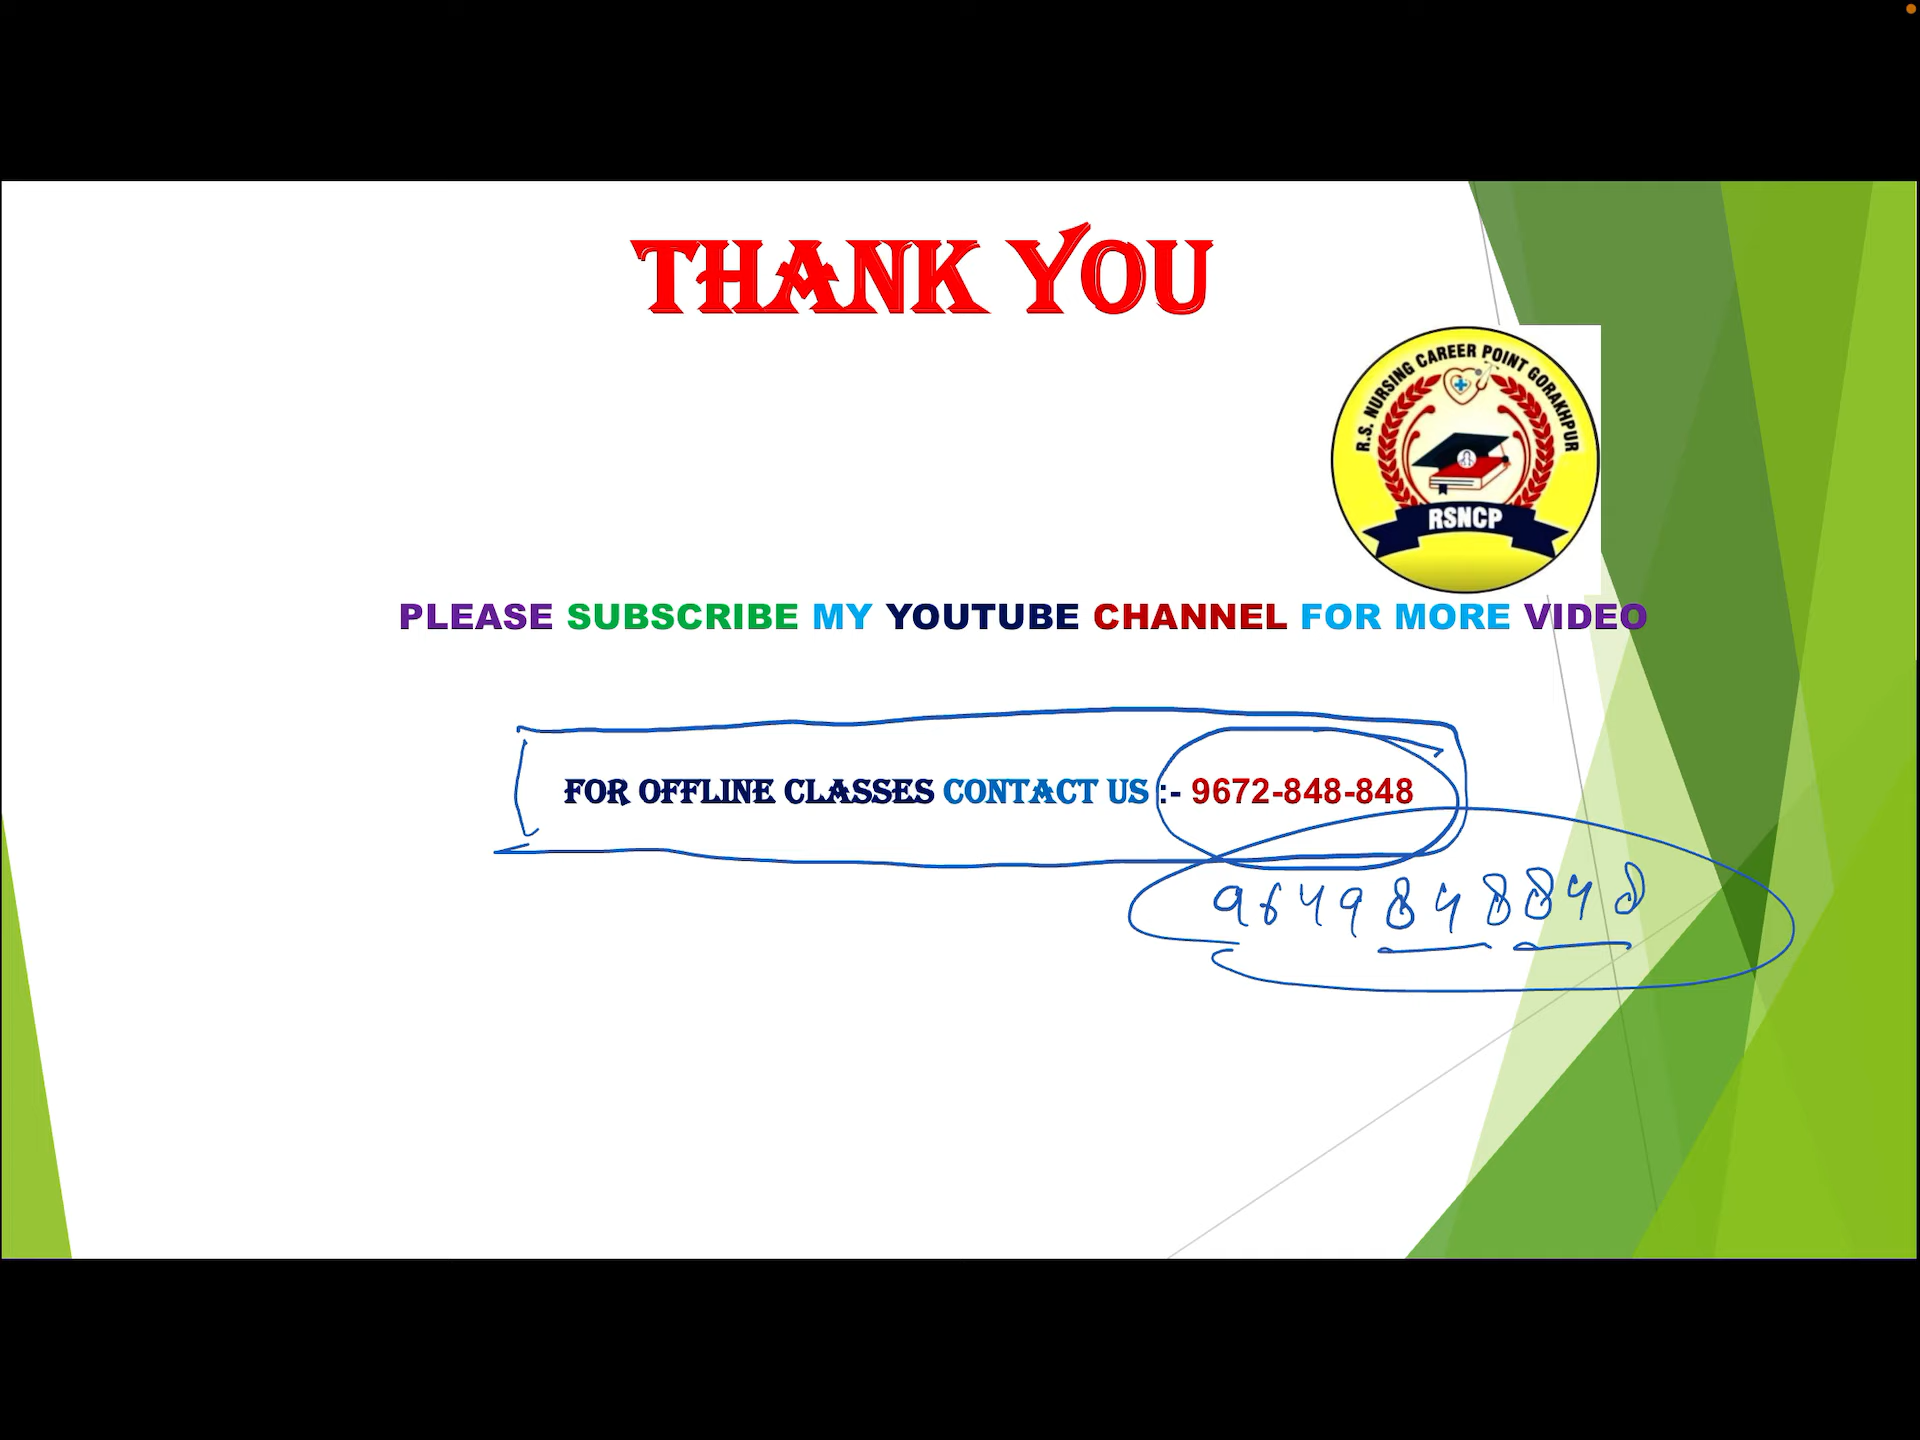 THANK YOU
R.S. NURSING CAREER POINT GORAKHPUR
RSNCP
PLEASE SUBSCRIBE MY YOUTUBE CHANNEL FOR MORE VIDEO
FOR OFFLINE CLASSES CONTACT US :- 9672-848-848
9649848848